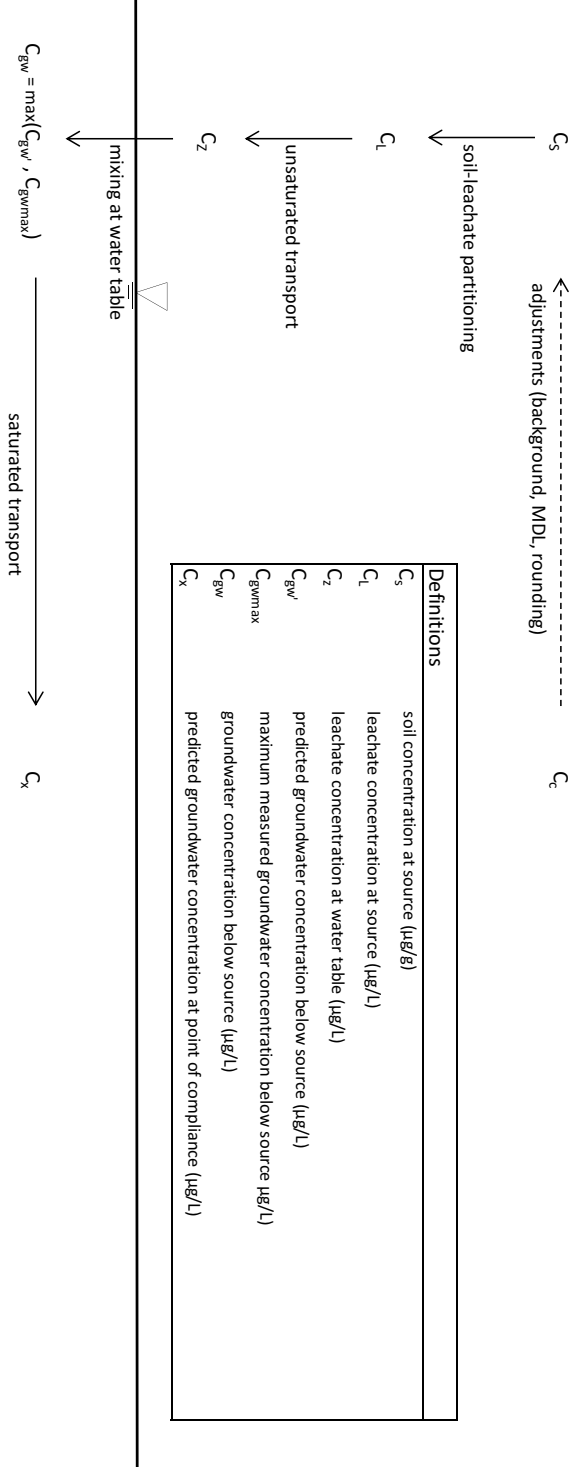 C_s
C_c
adjustments (background, MDL, rounding)
soil-leachate partitioning
C_L
unsaturated transport
C_z
mixing at water table
C_gw = max(C_gw' , C_gwmax)
saturated transport
C_x
Definitions
C_s soil concentration at source (µg/g)
C_L leachate concentration at source (µg/L)
C_z leachate concentration at water table (µg/L)
C_gw' predicted groundwater concentration below source (µg/L)
C_gwmax maximum measured groundwater concentration below source µg/L)
C_gw groundwater concentration below source (µg/L)
C_x predicted groundwater concentration at point of compliance (µg/L)